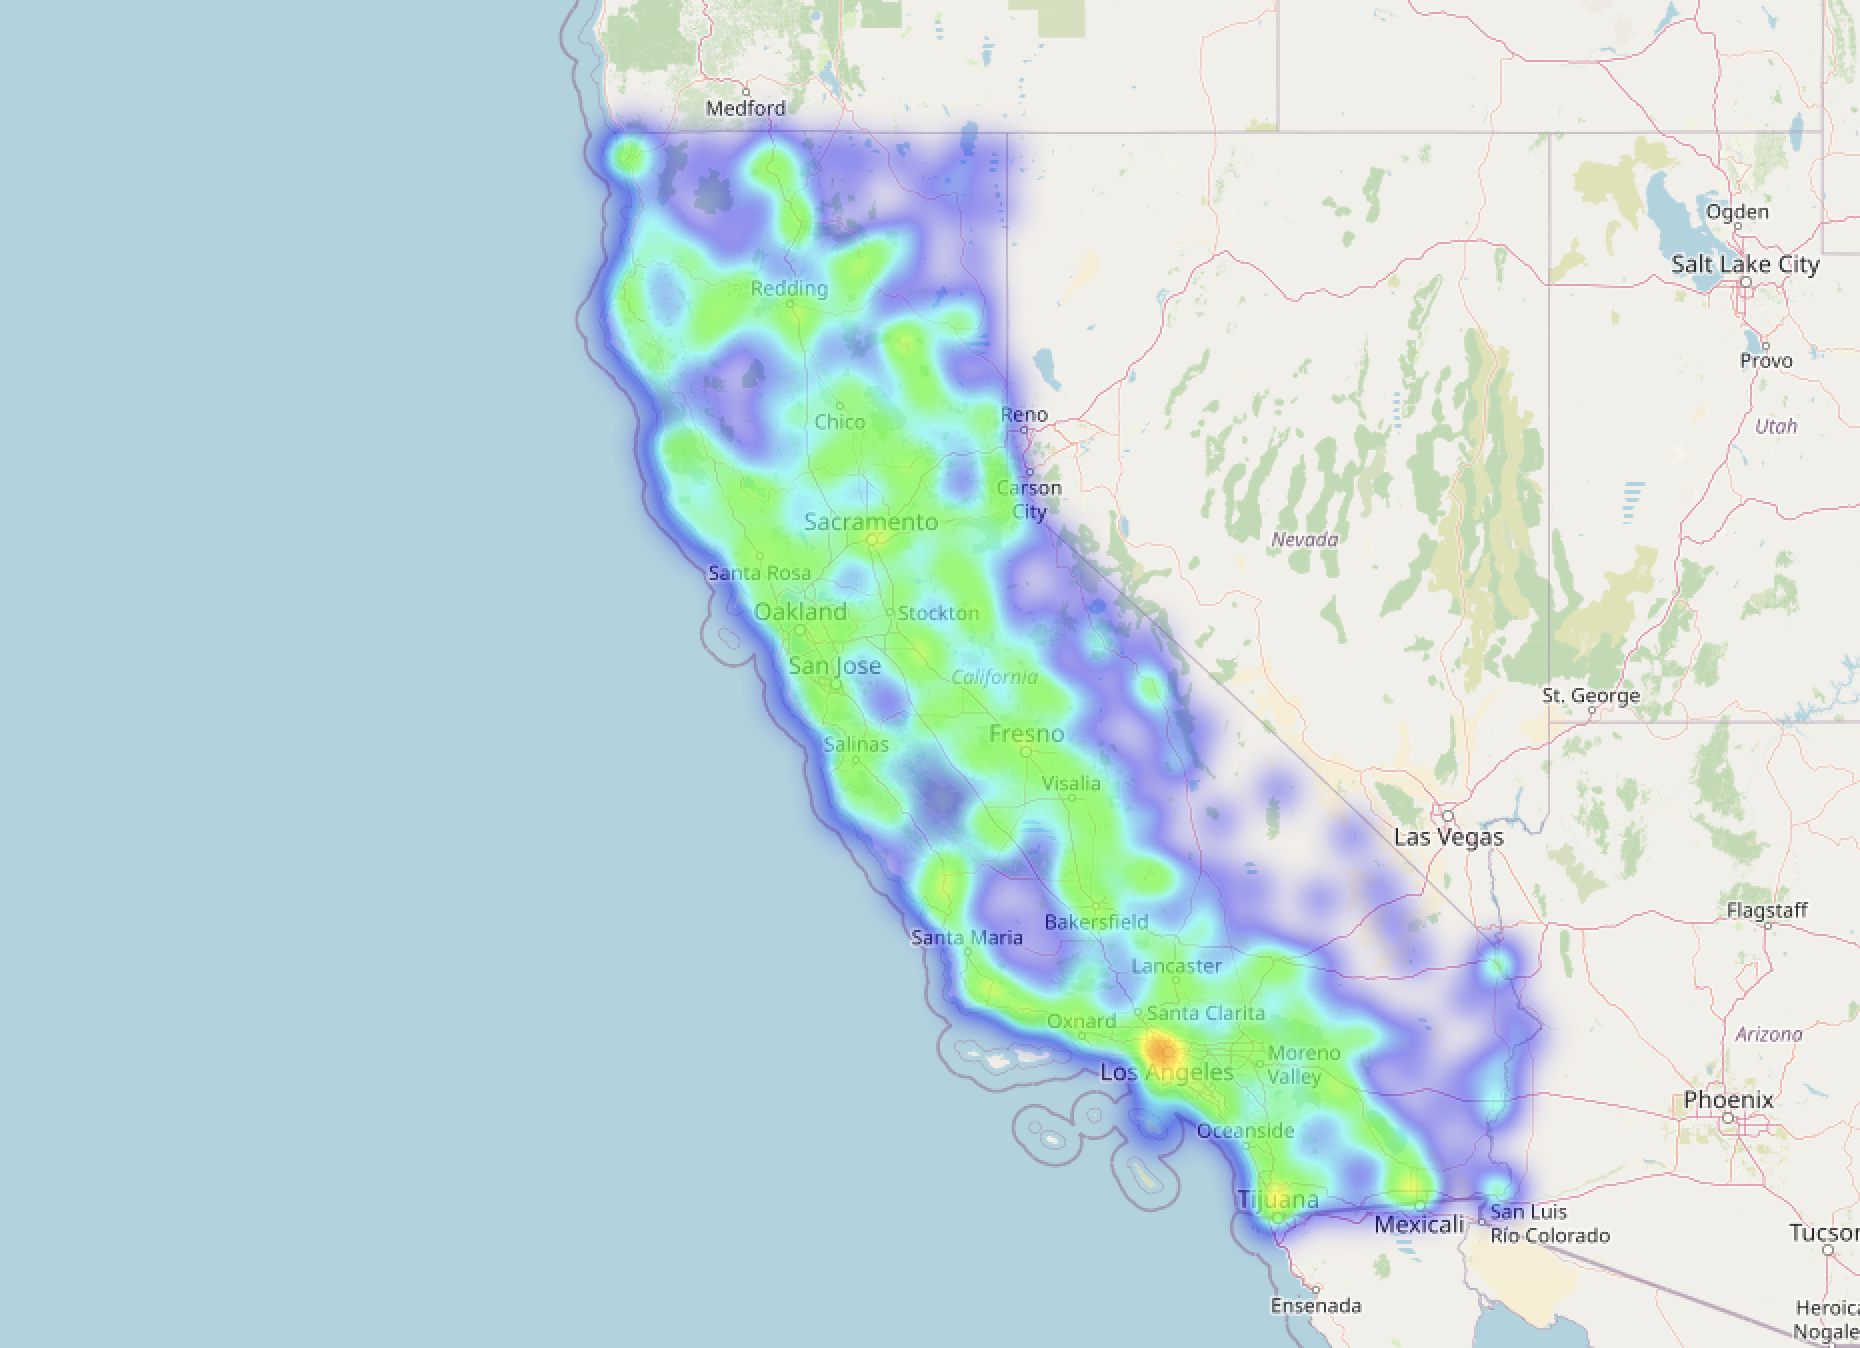 Medford
Ogden
Salt Lake City
Redding
Provo
Reno
Chico
Utah
Carson
City
Sacramento
Nevada
Santa Rosa
Oakland
Stockton
San Jose
California
St. George
Fresno
Salinas
Visalia
Las Vegas
Flagstaff
Bakersfield
Santa Maria
Lancaster
Santa Clarita
Oxnard
Arizona
Moreno
Valley
Los Angeles
Phoenix
Oceanside
Tijuana
Mexicali
San Luis
Río Colorado
Tucson
Ensenada
Heroica
Nogale